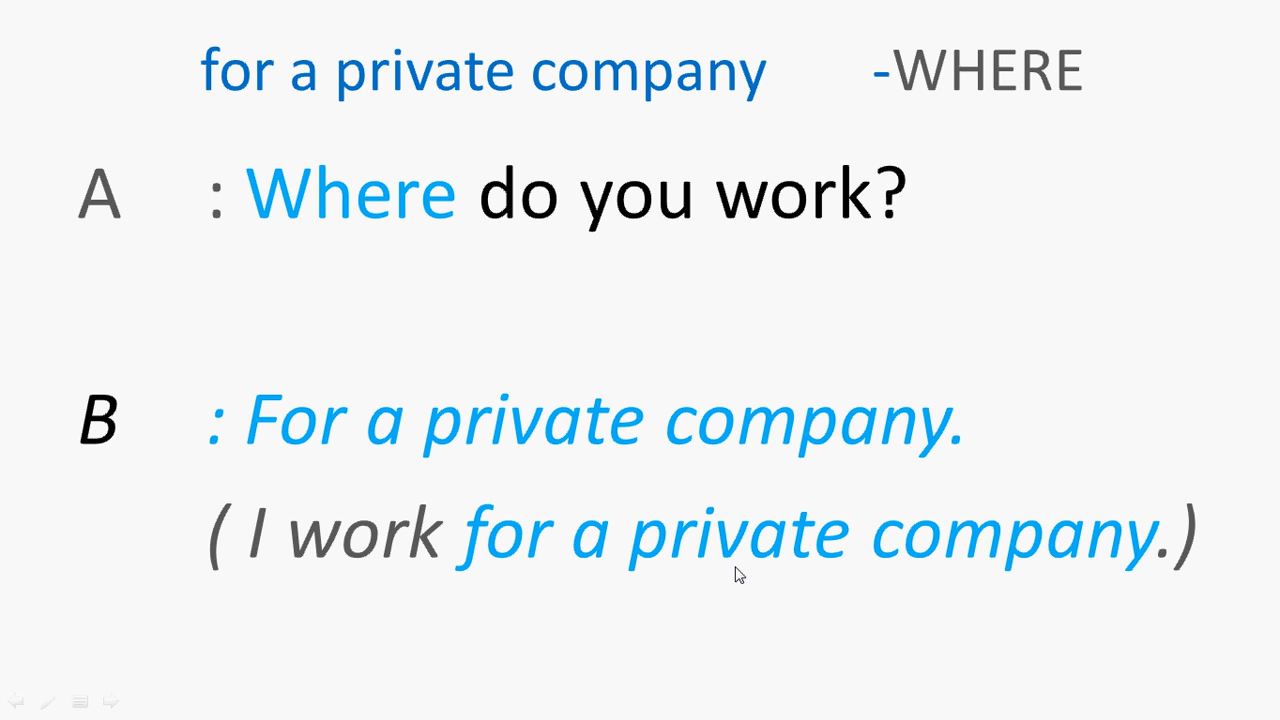 for a private company -WHERE
A : Where do you work?
B : For a private company.
( I work for a private company.)